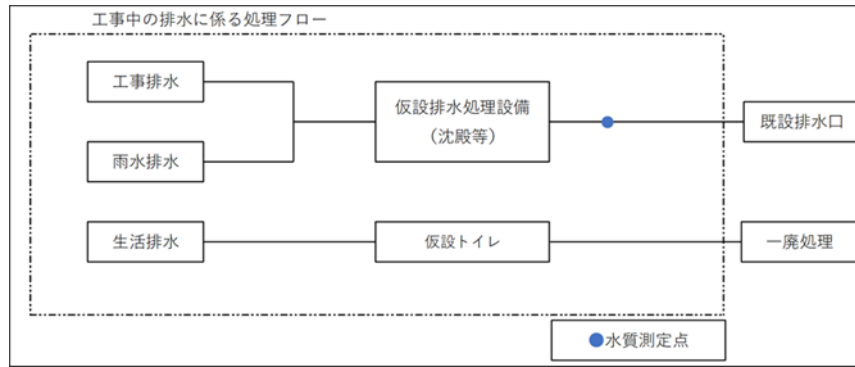 工事中の排水に係る処理フロー
工事排水
仮設排水処理設備
(沈殿等)
既設排水口
雨水排水
生活排水
仮設トイレ
一廃処理
●水質測定点